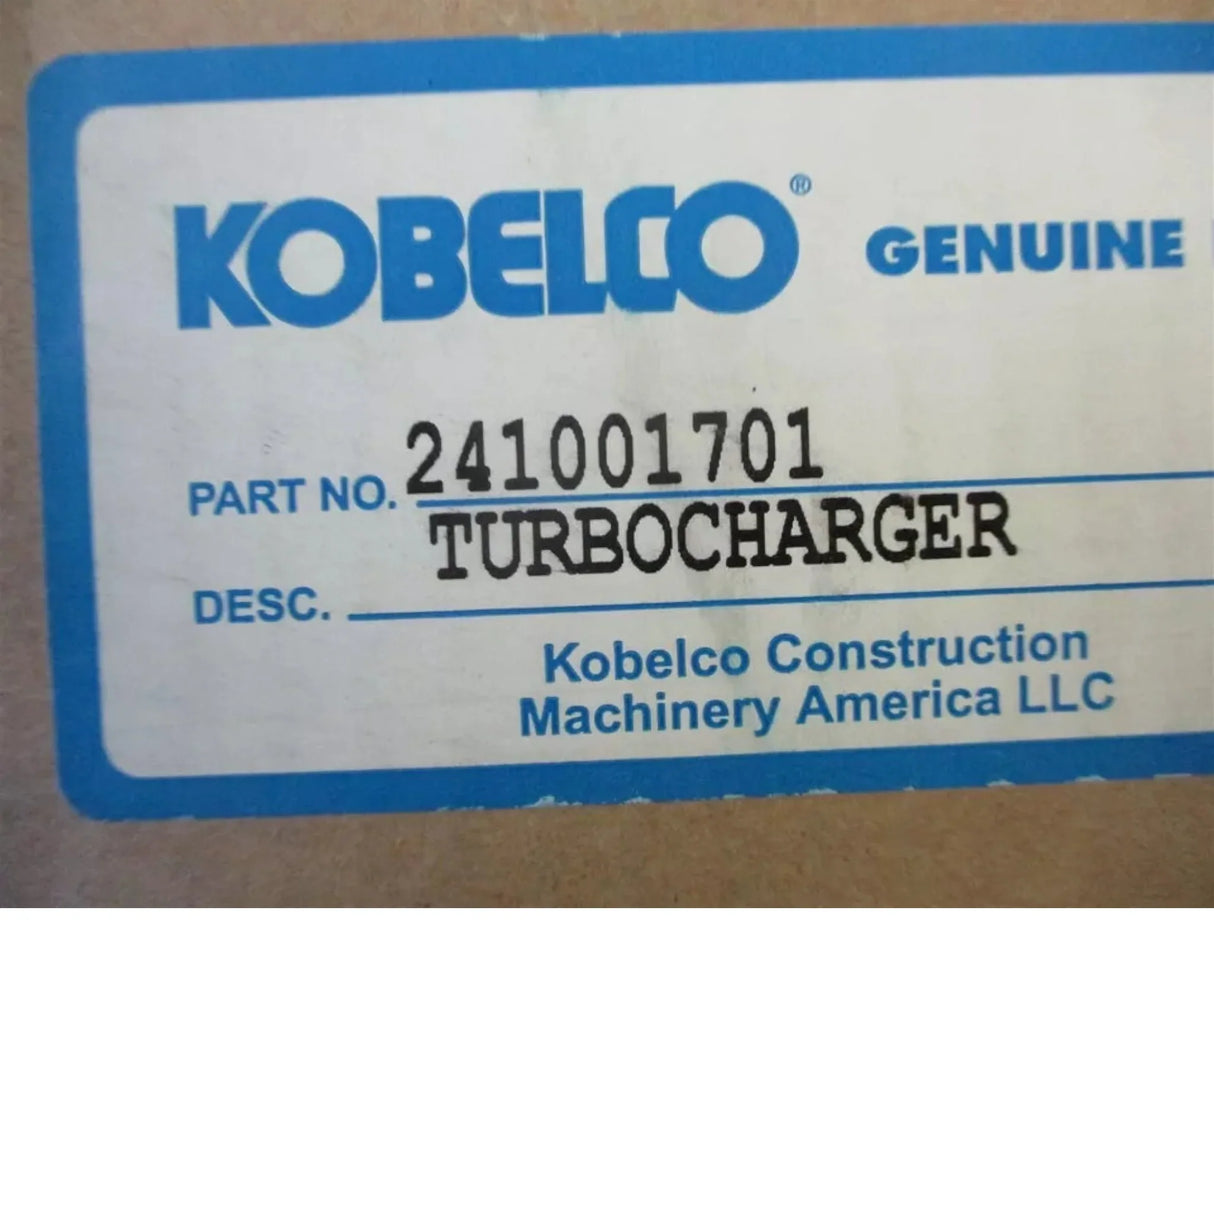 KOBELCO® GENUINE
PART NO. 241001701
TURBOCHARGER
DESC.
Kobelco Construction
Machinery America LLC